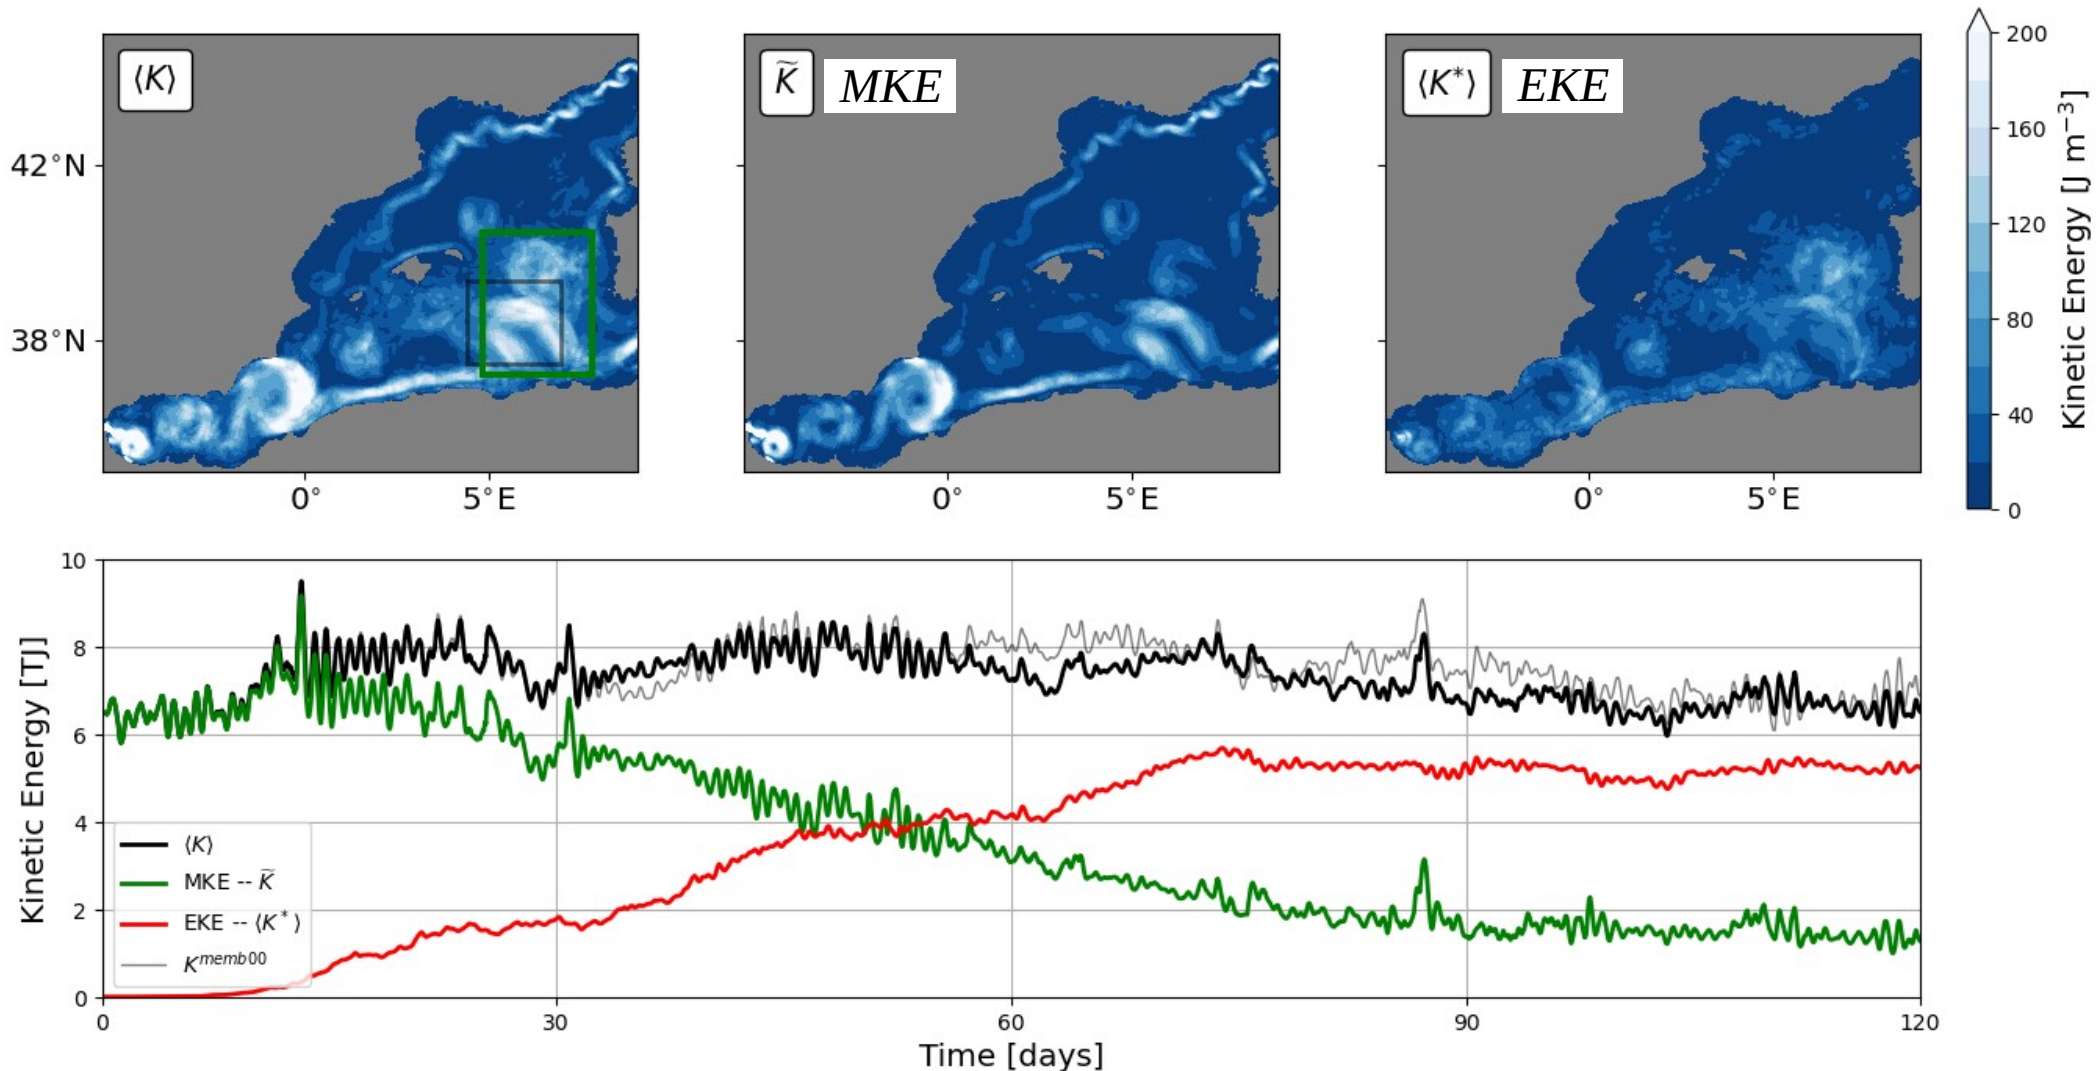 ⟨K⟩
K̃ MKE
⟨K*⟩ EKE
42°N
38°N
0° 5°E
0° 5°E
0° 5°E
200
160
120
80
40
0
Kinetic Energy [J m⁻³]
10
8
6
4
2
0
Kinetic Energy [TJ]
⟨K⟩
MKE -- K̃
EKE -- ⟨K*⟩
Kᵐᵉᵐᵇ⁰⁰
0 30 60 90 120
Time [days]